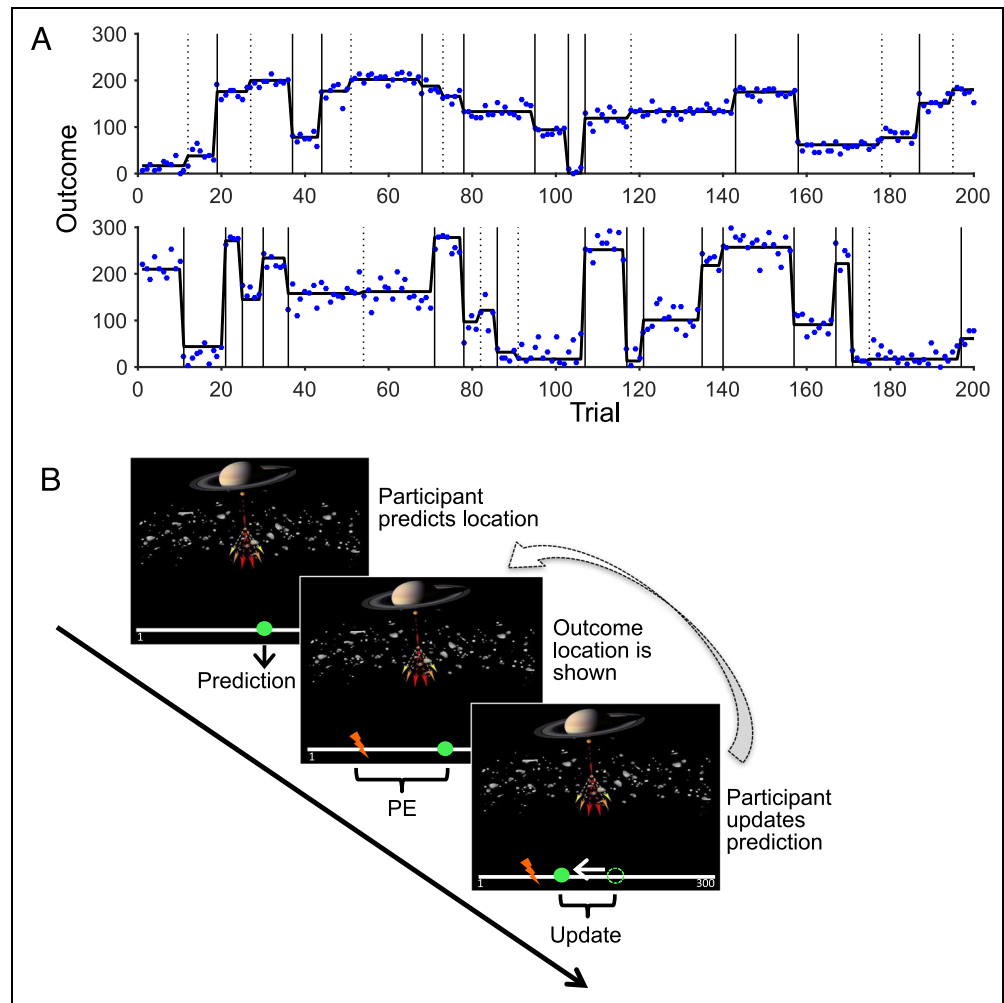 A
300
200
100
0
0 20 40 60 80 100 120 140 160 180 200
Outcome
300
200
100
0
0 20 40 60 80 100 120 140 160 180 200
Trial
B
Participant
predicts location
1
Prediction
Outcome
location is
shown
1
PE
Participant
updates
prediction
1 300
Update